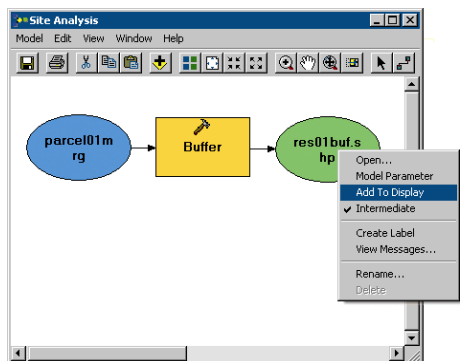 Site Analysis
Model Edit View Window Help
parcel01m
rg
Buffer
res01buf.s
hp
Open...
Model Parameter
Add To Display
Intermediate
Create Label
View Messages...
Rename...
Delete